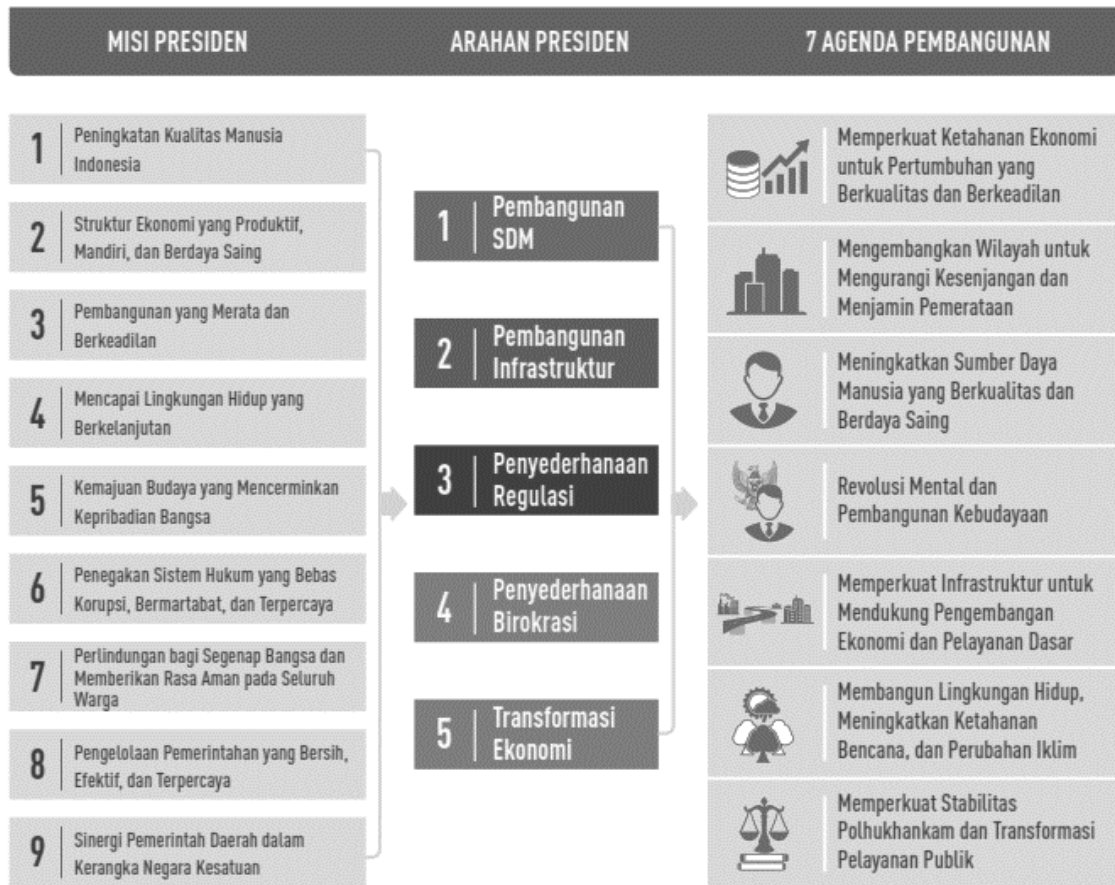 MISI PRESIDEN
ARAHAN PRESIDEN
7 AGENDA PEMBANGUNAN
1
Peningkatan Kualitas Manusia
Indonesia
2
Struktur Ekonomi yang Produktif,
Mandiri, dan Berdaya Saing
3
Pembangunan yang Merata dan
Berkeadilan
4
Mencapai Lingkungan Hidup yang
Berkelanjutan
5
Kemajuan Budaya yang Mencerminkan
Kepribadian Bangsa
6
Penegakan Sistem Hukum yang Bebas
Korupsi, Bermartabat, dan Terpercaya
7
Perlindungan bagi Segenap Bangsa dan
Memberikan Rasa Aman pada Seluruh
Warga
8
Pengelolaan Pemerintahan yang Bersih,
Efektif, dan Terpercaya
9
Sinergi Pemerintah Daerah dalam
Kerangka Negara Kesatuan
1
Pembangunan
SDM
2
Pembangunan
Infrastruktur
3
Penyederhanaan
Regulasi
4
Penyederhanaan
Birokrasi
5
Transformasi
Ekonomi
Memperkuat Ketahanan Ekonomi
untuk Pertumbuhan yang
Berkualitas dan Berkeadilan
Mengembangkan Wilayah untuk
Mengurangi Kesenjangan dan
Menjamin Pemerataan
Meningkatkan Sumber Daya
Manusia yang Berkualitas dan
Berdaya Saing
Revolusi Mental dan
Pembangunan Kebudayaan
Memperkuat Infrastruktur untuk
Mendukung Pengembangan
Ekonomi dan Pelayanan Dasar
Membangun Lingkungan Hidup,
Meningkatkan Ketahanan
Bencana, dan Perubahan Iklim
Memperkuat Stabilitas
Polhukhankam dan Transformasi
Pelayanan Publik